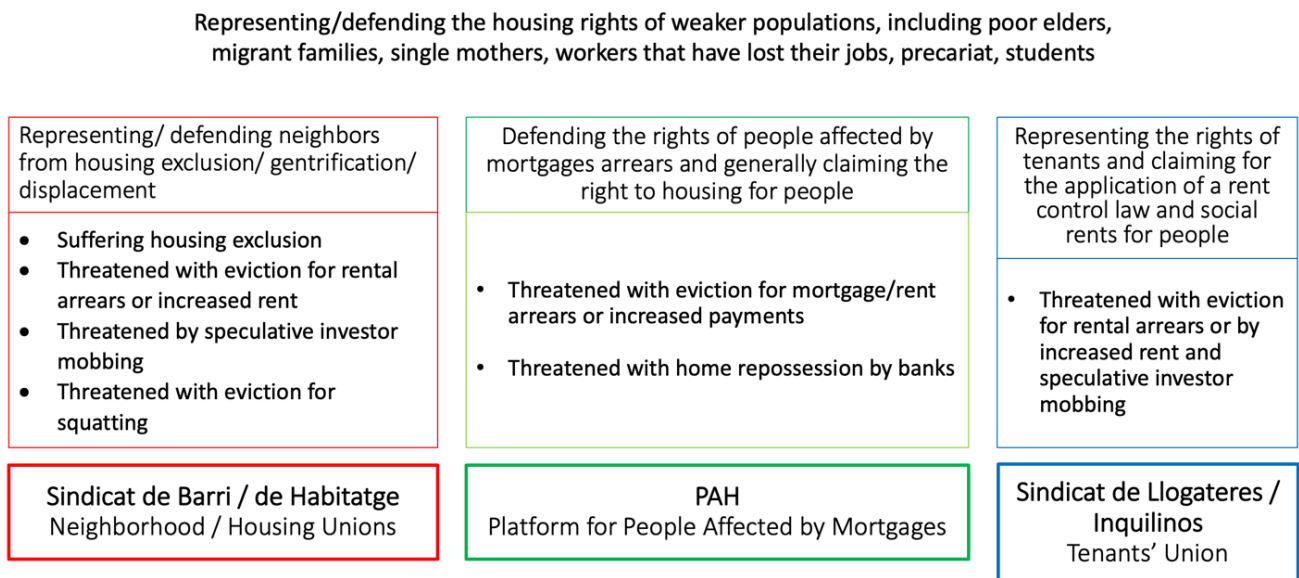 Representing/defending the housing rights of weaker populations, including poor elders,
migrant families, single mothers, workers that have lost their jobs, precariat, students
Representing/ defending neighbors
from housing exclusion/ gentrification/
displacement
• Suffering housing exclusion
• Threatened with eviction for rental
arrears or increased rent
• Threatened by speculative investor
mobbing
• Threatened with eviction for
squatting
Sindicat de Barri / de Habitatge
Neighborhood / Housing Unions
Defending the rights of people affected by
mortgages arrears and generally claiming the
right to housing for people
• Threatened with eviction for mortgage/rent
arrears or increased payments
• Threatened with home repossession by banks
PAH
Platform for People Affected by Mortgages
Representing the rights of
tenants and claiming for
the application of a rent
control law and social
rents for people
• Threatened with eviction
for rental arrears or by
increased rent and
speculative investor
mobbing
Sindicat de Llogateres /
Inquilinos
Tenants’ Union